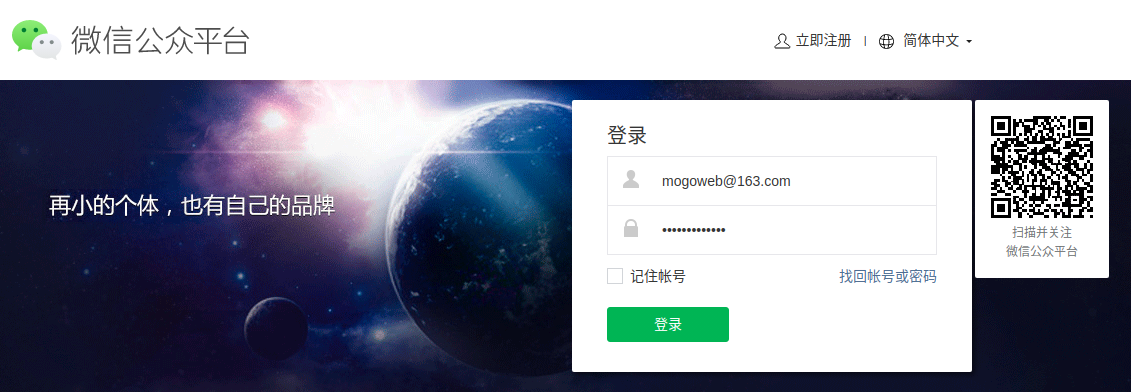 微信公众平台
立即注册 | 简体中文
再小的个体，也有自己的品牌
登录
mogoweb@163.com
•••••••••••••
记住帐号 找回帐号或密码
登录
扫描并关注
微信公众平台